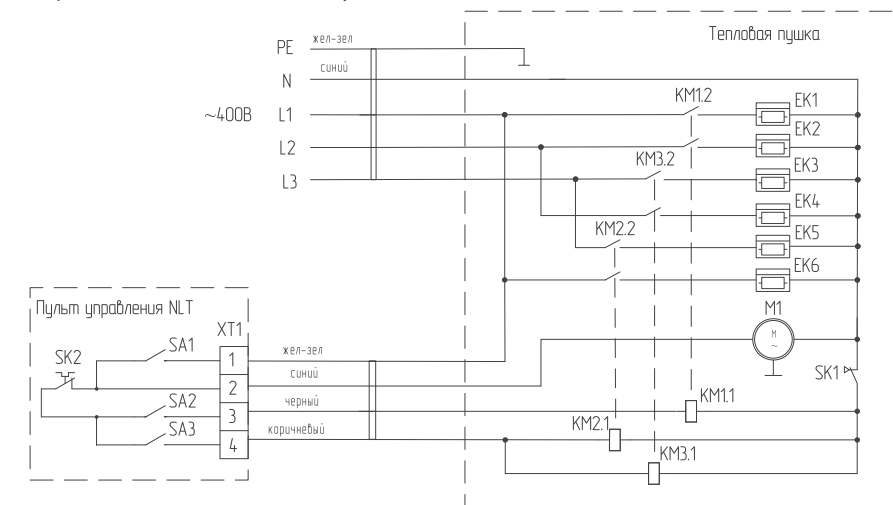 Тепловая пушка
PE жел-зел
N синий
~400В L1
L2
L3
KM1.2
EK1
EK2
KM3.2
EK3
EK4
KM2.2
EK5
EK6
Пульт управления NLT
M1
M
~
XT1
SK2
SA1
1 жел-зел
2 синий
SK1
SA2
3 черный
KM1.1
SA3
4 коричневый
KM2.1
KM3.1